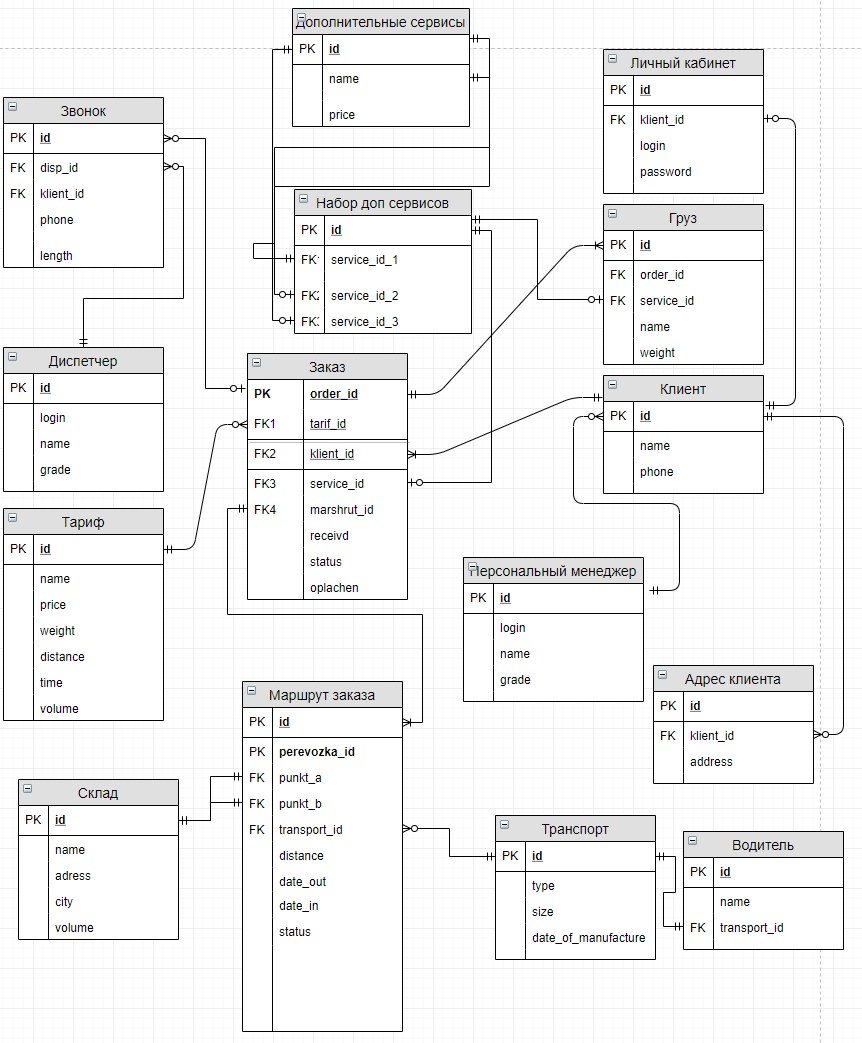 Дополнительные сервисы
PK id
name
price
Личный кабинет
PK id
FK klient_id
login
password
Звонок
PK id
FK disp_id
FK klient_id
phone
length
Набор доп сервисов
PK id
FK1 service_id_1
FK2 service_id_2
FK3 service_id_3
Груз
PK id
FK order_id
FK service_id
name
weight
Диспетчер
PK id
login
name
grade
Заказ
PK order_id
FK1 tarif_id
FK2 klient_id
FK3 service_id
FK4 marshrut_id
receivd
status
oplachen
Клиент
PK id
name
phone
Тариф
PK id
name
price
weight
distance
time
volume
Персональный менеджер
PK id
login
name
grade
Адрес клиента
PK id
FK klient_id
address
Маршрут заказа
PK id
PK perevozka_id
FK punkt_a
FK punkt_b
FK transport_id
distance
date_out
date_in
status
Склад
PK id
name
adress
city
volume
Транспорт
PK id
type
size
date_of_manufacture
Водитель
PK id
name
FK transport_id